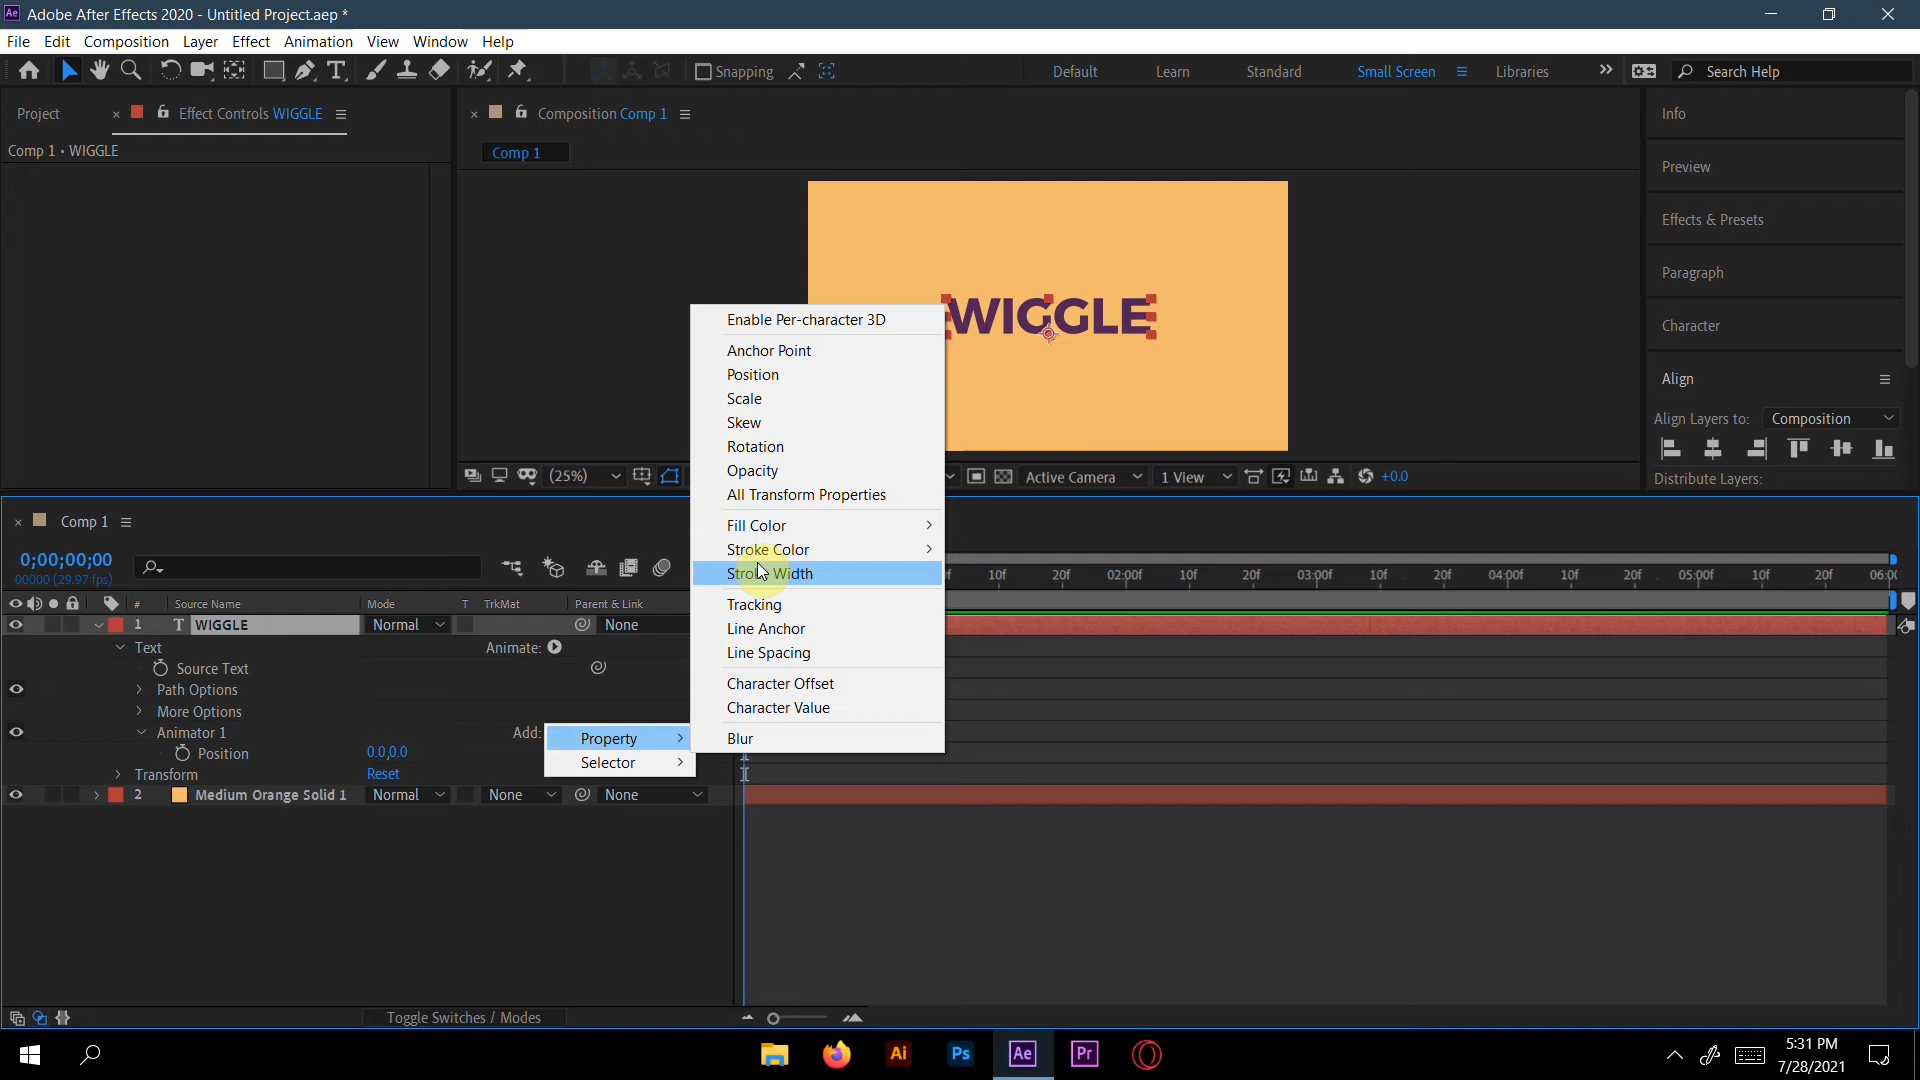 Ae Adobe After Effects 2020 - Untitled Project.aep *
File Edit Composition Layer Effect Animation View Window Help
Snapping
Default Learn Standard Small Screen Libraries
Search Help
Project
Effect Controls WIGGLE
Composition Comp 1
Comp 1 • WIGGLE
Comp 1
WIGGLE
(25%)
Active Camera
1 View
+0.0
Info
Preview
Effects & Presets
Paragraph
Character
Align
Align Layers to: Composition
Distribute Layers:
Enable Per-character 3D
Anchor Point
Position
Scale
Skew
Rotation
Opacity
All Transform Properties
Fill Color
Stroke Color
Stroke Width
Tracking
Line Anchor
Line Spacing
Character Offset
Character Value
Blur
Property
Selector
Comp 1
0;00;00;00
00000 (29.97 fps)
10f 20f 02:00f 10f 20f 03:00f 10f 20f 04:00f 10f 20f 05:00f 10f 20f
# Source Name Mode T TrkMat Parent & Link
1 T WIGGLE Normal None
Text Animate:
Source Text
Path Options
More Options
Animator 1 Add:
Position 0.0,0.0
Transform Reset
2 Medium Orange Solid 1 Normal None None
Toggle Switches / Modes
Ai Ps Ae Pr
5:31 PM
7/28/2021